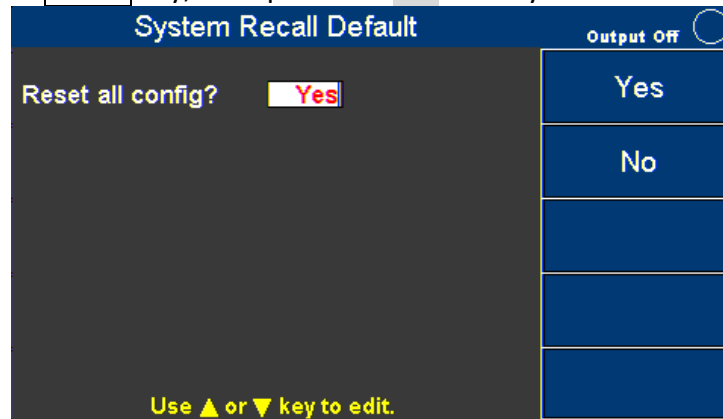 System Recall Default
Output Off
Reset all config? Yes
Yes
No
Use ▲ or ▼ key to edit.